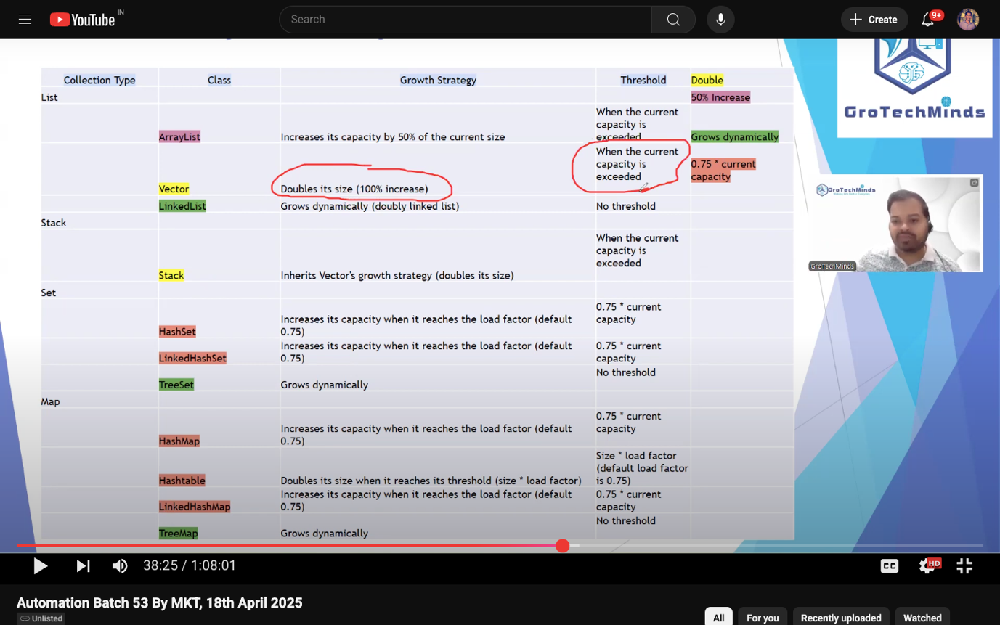 YouTube IN
Search
Create
9+
Collection Type Class Growth Strategy Threshold Double
List 50% Increase
When the current
capacity is
exceeded
ArrayList Increases its capacity by 50% of the current size Grows dynamically
When the current
capacity is
exceeded
0.75 * current
capacity
Vector Doubles its size (100% increase)
LinkedList Grows dynamically (doubly linked list) No threshold
Stack
When the current
capacity is
exceeded
Stack Inherits Vector's growth strategy (doubles its size)
Set
0.75 * current
capacity
Increases its capacity when it reaches the load factor (default
0.75)
HashSet
Increases its capacity when it reaches the load factor (default
0.75)
0.75 * current
capacity
LinkedHashSet
No threshold
TreeSet Grows dynamically
Map
0.75 * current
capacity
Increases its capacity when it reaches the load factor (default
0.75)
HashMap
Size * load factor
(default load factor
is 0.75)
Hashtable Doubles its size when it reaches its threshold (size * load factor)
Increases its capacity when it reaches the load factor (default
0.75)
0.75 * current
capacity
LinkedHashMap
No threshold
TreeMap Grows dynamically
GroTechMinds
GroTechMinds
GroTechMinds
38:25 / 1:08:01
CC
HD
Automation Batch 53 By MKT, 18th April 2025
Unlisted
All For you Recently uploaded Watched